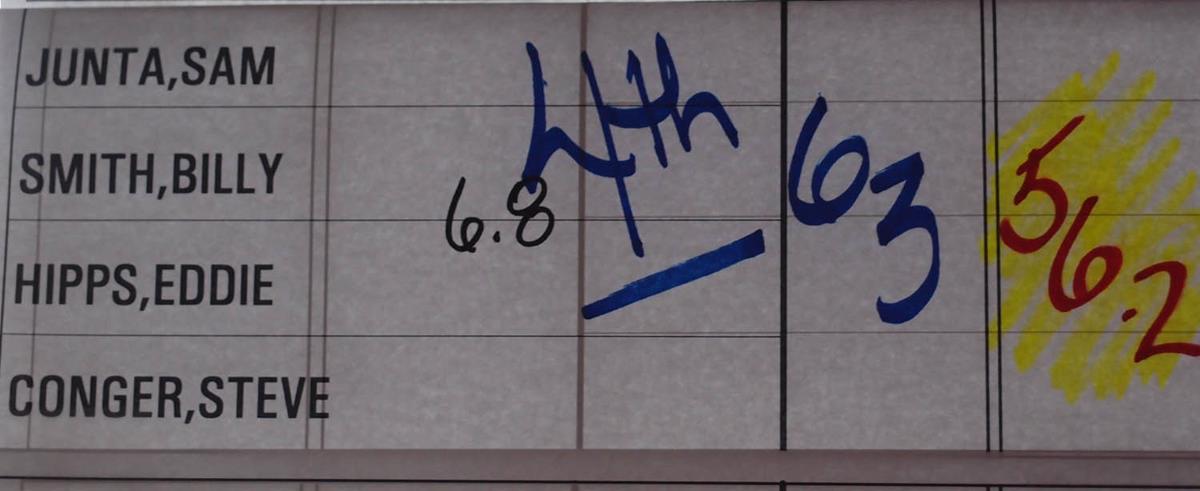 JUNTA,SAM
SMITH,BILLY
HIPPS,EDDIE
CONGER,STEVE
6.8
4th
63
56.2